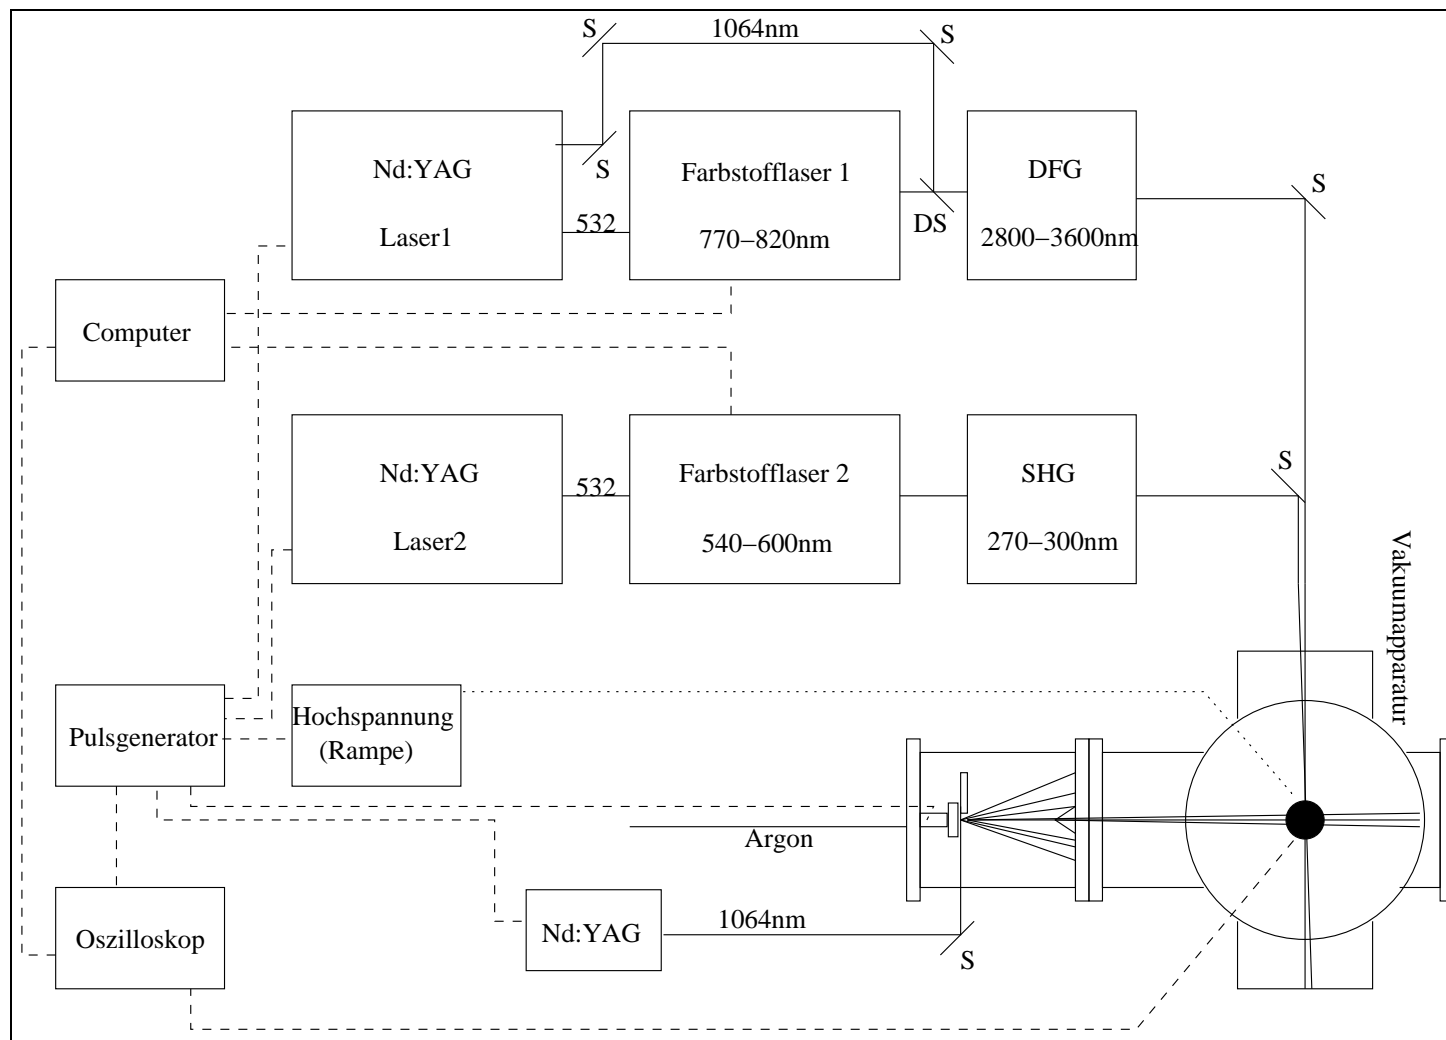 S
1064nm
S
Nd:YAG
Laser1
S
532
Farbstofflaser 1
770−820nm
DS
DFG
2800−3600nm
S
Computer
Nd:YAG
Laser2
532
Farbstofflaser 2
540−600nm
SHG
270−300nm
S
Vakuumapparatur
Pulsgenerator
Hochspannung
(Rampe)
Argon
Oszilloskop
Nd:YAG
1064nm
S